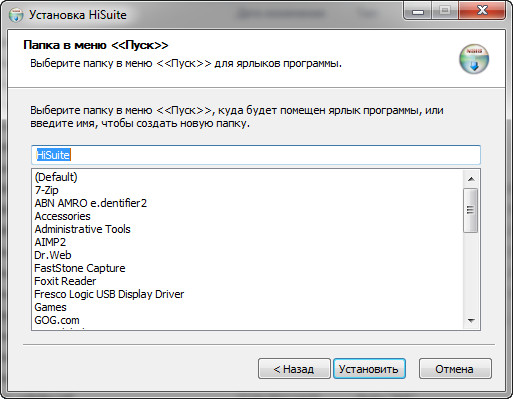 Установка HiSuite
Папка в меню <<Пуск>>
Выберите папку в меню <<Пуск>> для ярлыков программы.
Выберите папку в меню <<Пуск>>, куда будет помещен ярлык программы, или
введите имя, чтобы создать новую папку.
HiSuite
(Default)
7-Zip
ABN AMRO e.dentifier2
Accessories
Administrative Tools
AIMP2
Dr.Web
FastStone Capture
Foxit Reader
Fresco Logic USB Display Driver
Games
GOG.com
< Назад
Установить
Отмена